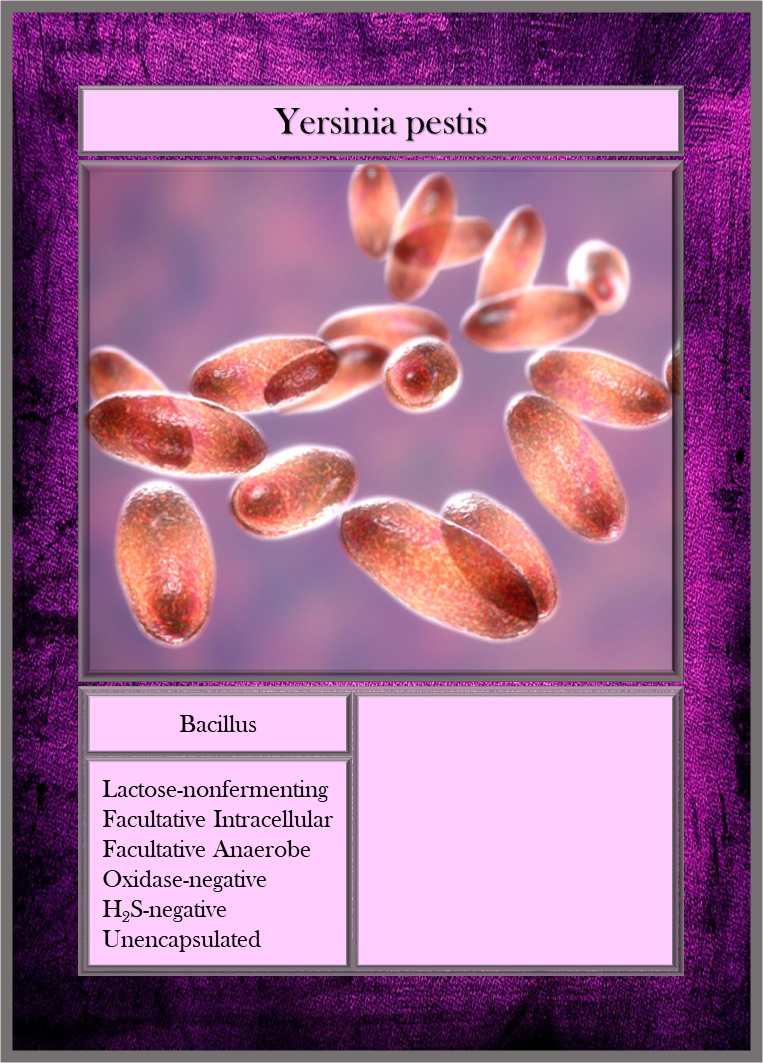 Yersinia pestis
Bacillus
Lactose-nonfermenting
Facultative Intracellular
Facultative Anaerobe
Oxidase-negative
H₂S-negative
Unencapsulated